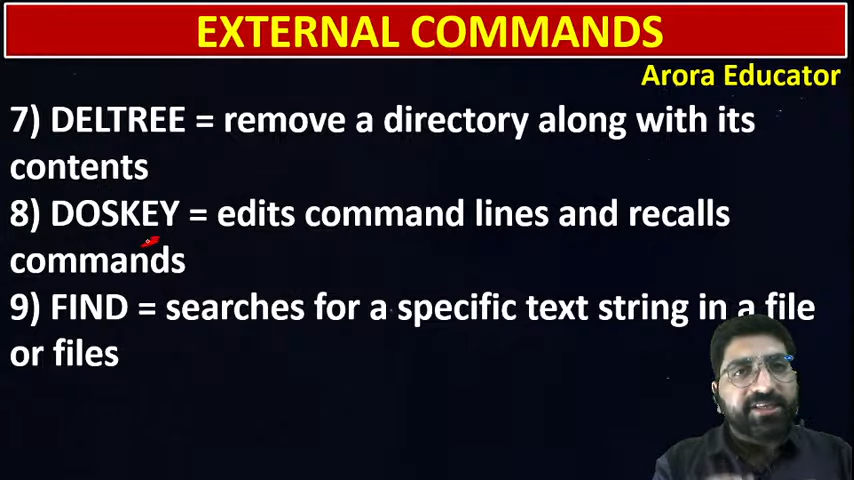 EXTERNAL COMMANDS
Arora Educator
7) DELTREE = remove a directory along with its
contents
8) DOSKEY = edits command lines and recalls
commands
9) FIND = searches for a specific text string in a file
or files